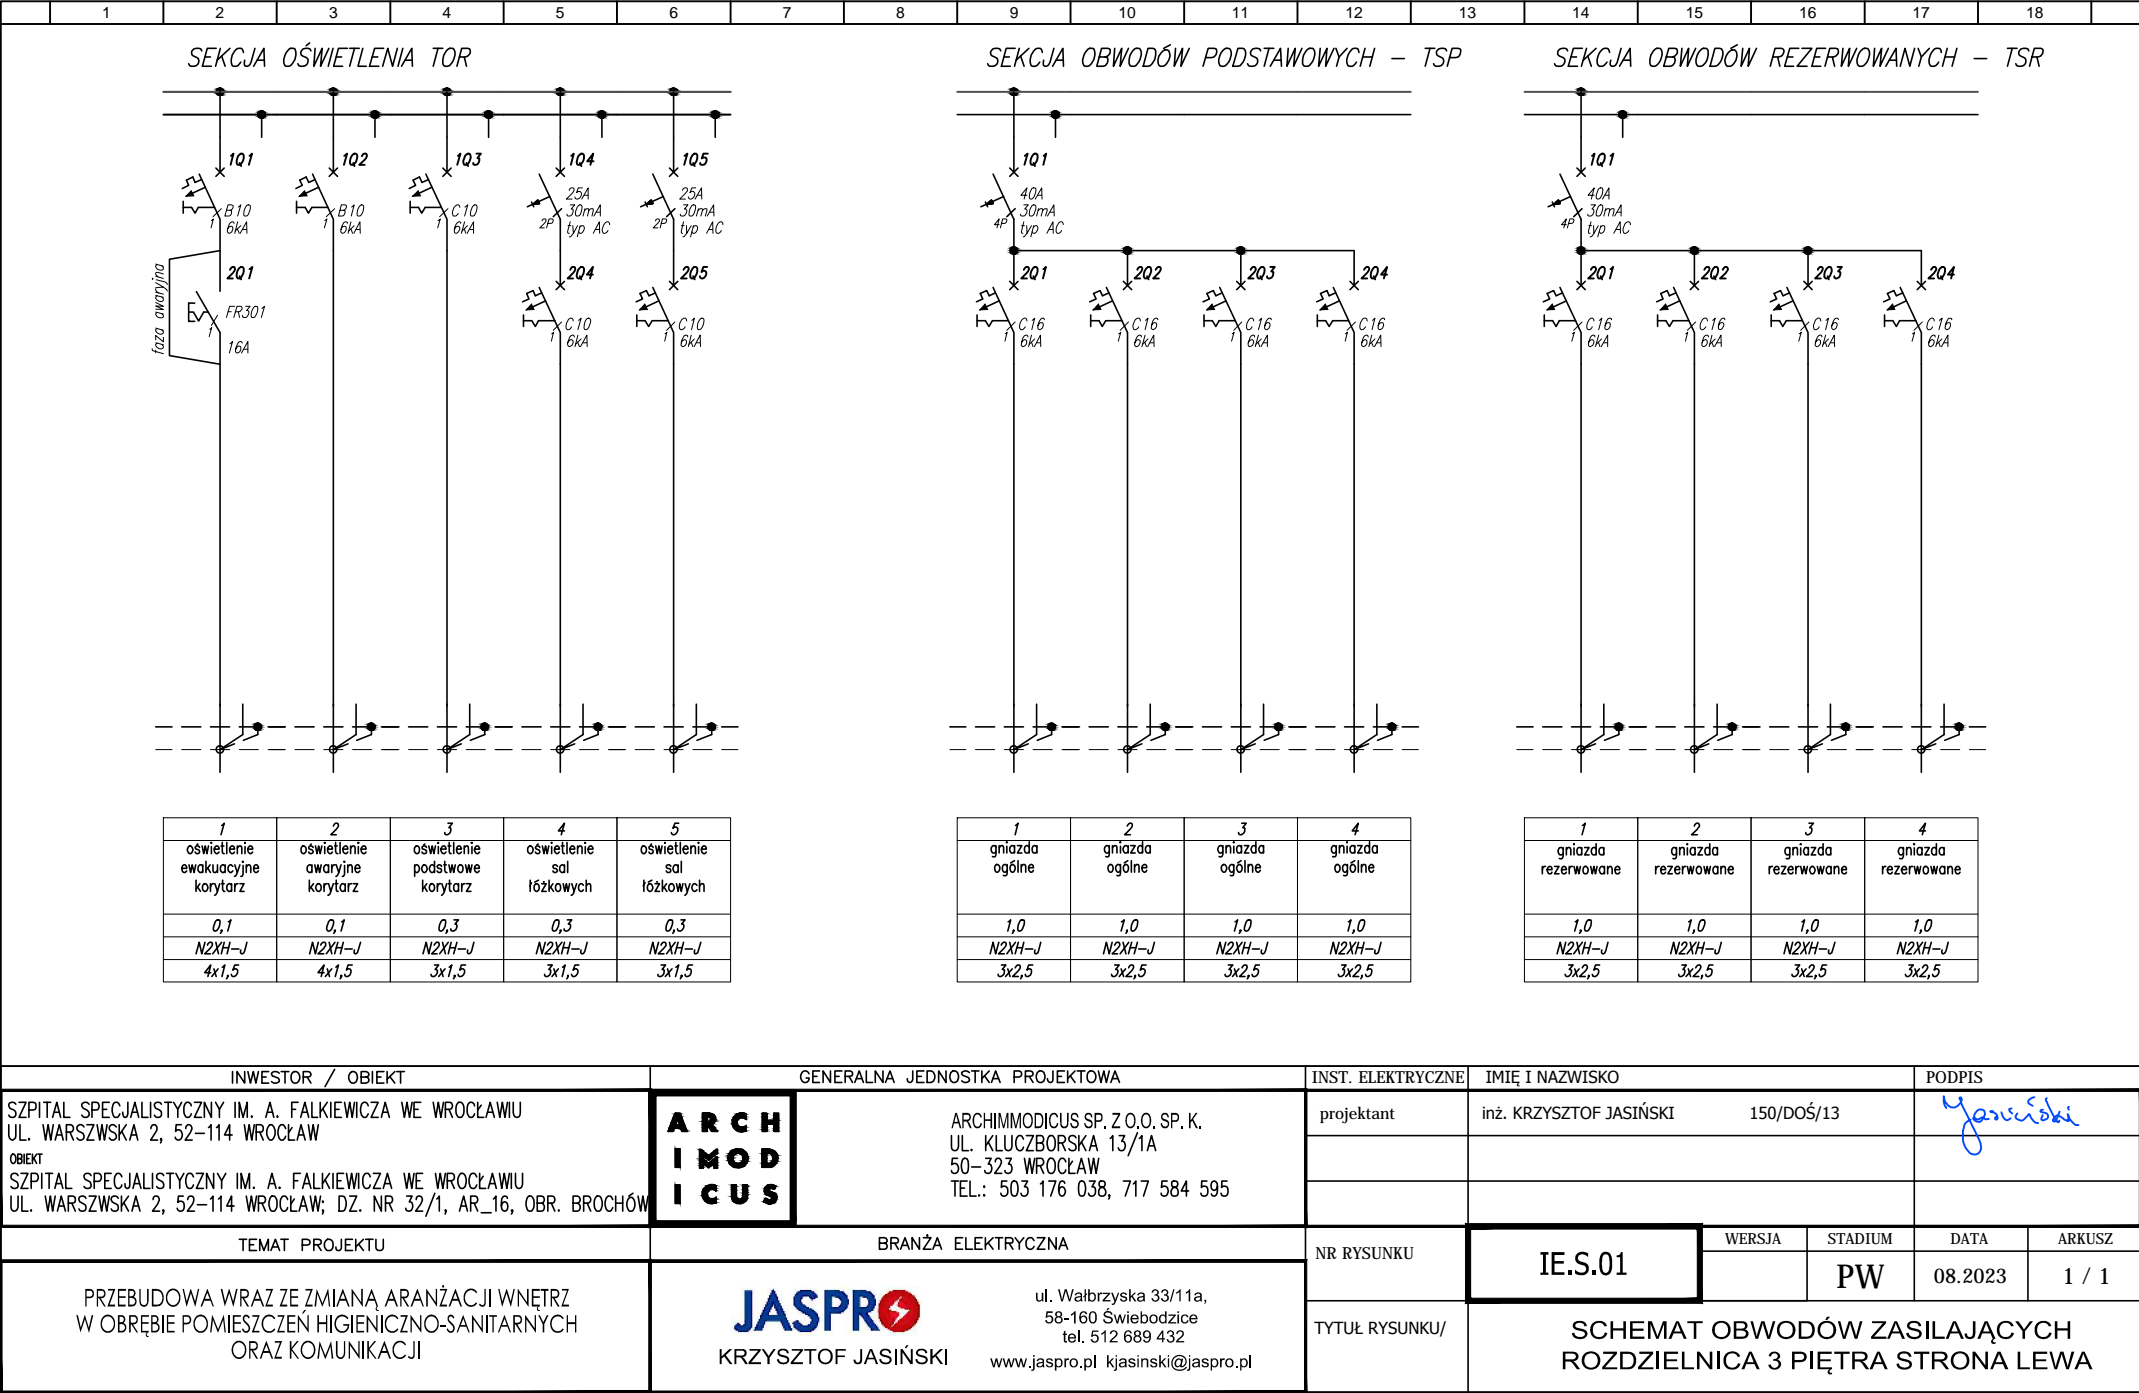 1 2 3 4 5 6 7 8 9 10 11 12 13 14 15 16 17 18
SEKCJA OŚWIETLENIA TOR
1Q1 1Q2 1Q3 1Q4 1Q5
B10
6kA
1
B10
6kA
1
C10
6kA
1
25A
30mA
2P typ AC
25A
30mA
2P typ AC
faza awaryjna
2Q1
FR301
1
16A
2Q4
C10
1 6kA
2Q5
C10
1 6kA
1 2 3 4 5
oświetlenie oświetlenie oświetlenie oświetlenie oświetlenie
ewakuacyjne awaryjne podstwowe sal sal
korytarz korytarz korytarz łóżkowych łóżkowych
0,1 0,1 0,3 0,3 0,3
N2XH-J N2XH-J N2XH-J N2XH-J N2XH-J
4x1,5 4x1,5 3x1,5 3x1,5 3x1,5
SEKCJA OBWODÓW PODSTAWOWYCH – TSP
1Q1
40A
30mA
4P typ AC
2Q1 2Q2 2Q3 2Q4
C16 C16 C16 C16
1 6kA 1 6kA 1 6kA 1 6kA
1 2 3 4
gniazda gniazda gniazda gniazda
ogólne ogólne ogólne ogólne
1,0 1,0 1,0 1,0
N2XH-J N2XH-J N2XH-J N2XH-J
3x2,5 3x2,5 3x2,5 3x2,5
SEKCJA OBWODÓW REZERWOWANYCH – TSR
1Q1
40A
30mA
4P typ AC
2Q1 2Q2 2Q3 2Q4
C16 C16 C16 C16
1 6kA 1 6kA 1 6kA 1 6kA
1 2 3 4
gniazda gniazda gniazda gniazda
rezerwowane rezerwowane rezerwowane rezerwowane
1,0 1,0 1,0 1,0
N2XH-J N2XH-J N2XH-J N2XH-J
3x2,5 3x2,5 3x2,5 3x2,5
INWESTOR / OBIEKT
SZPITAL SPECJALISTYCZNY IM. A. FALKIEWICZA WE WROCŁAWIU
UL. WARSZWSKA 2, 52-114 WROCŁAW
OBIEKT
SZPITAL SPECJALISTYCZNY IM. A. FALKIEWICZA WE WROCŁAWIU
UL. WARSZWSKA 2, 52-114 WROCŁAW; DZ. NR 32/1, AR_16, OBR. BROCHÓW
GENERALNA JEDNOSTKA PROJEKTOWA
ARCH
IMOD
ICUS
ARCHIMMODICUS SP. Z O.O. SP. K.
UL. KLUCZBORSKA 13/1A
50-323 WROCŁAW
TEL.: 503 176 038, 717 584 595
INST. ELEKTRYCZNE IMIĘ I NAZWISKO PODPIS
projektant inż. KRZYSZTOF JASIŃSKI 150/DOŚ/13 Jasiński
TEMAT PROJEKTU
PRZEBUDOWA WRAZ ZE ZMIANĄ ARANŻACJI WNĘTRZ
W OBRĘBIE POMIESZCZEŃ HIGIENICZNO-SANITARNYCH
ORAZ KOMUNIKACJI
BRANŻA ELEKTRYCZNA
JASPRO
KRZYSZTOF JASIŃSKI
ul. Wałbrzyska 33/11a,
58-160 Świebodzice
tel. 512 689 432
www.jaspro.pl kjasinski@jaspro.pl
NR RYSUNKU
IE.S.01
WERSJA STADIUM DATA ARKUSZ
PW 08.2023 1 / 1
TYTUŁ RYSUNKU/
SCHEMAT OBWODÓW ZASILAJĄCYCH
ROZDZIELNICA 3 PIĘTRA STRONA LEWA